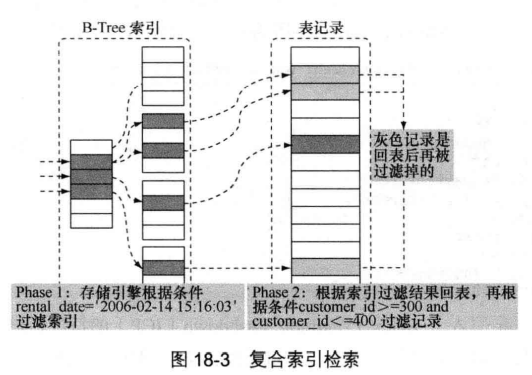 B-Tree 索引
表记录
灰色记录是
回表后再被
过滤掉的
Phase 1：存储引擎根据条件
rental_date='2006-02-14 15:16:03'
过滤索引
Phase 2：根据索引过滤结果回表，再根
据条件customer_id>=300 and
customer_id<=400 过滤记录
图 18-3 复合索引检索